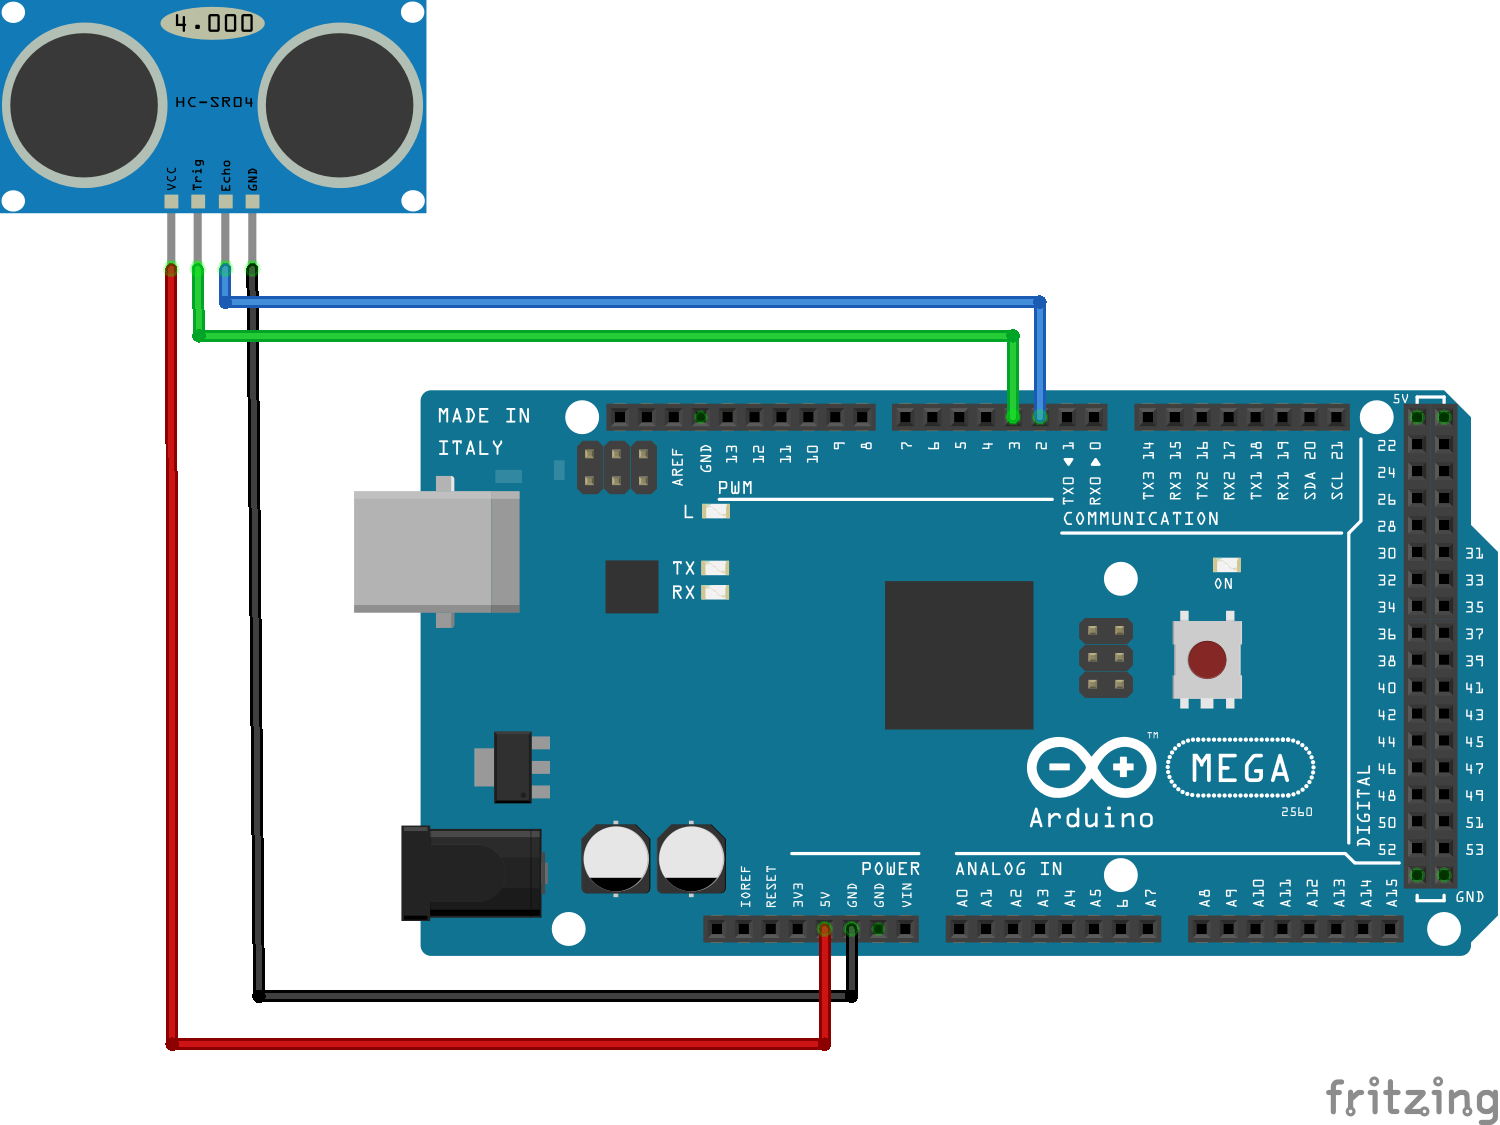 4.000
HC-SR04
VCC
Trig
Echo
GND
MADE IN
ITALY
AREF
GND
13
12
11
10
9
8
7
6
5
4
3
2
TX0 ◀ 1
RX0 ▶ 0
TX3 14
RX3 15
TX2 16
RX2 17
TX1 18
RX1 19
SDA 20
SCL 21
PWM
COMMUNICATION
L
TX
RX
ON
5V
22
24
26
28
30 31
32 33
34 35
36 37
38 39
40 41
42 43
44 45
46 47
48 49
50 51
52 53
GND
DIGITAL
TM
MEGA
2560
Arduino
POWER
ANALOG IN
IOREF
RESET
3V3
5V
GND
GND
VIN
A0
A1
A2
A3
A4
A5
6
A7
A8
A9
A10
A11
A12
A13
A14
A15
fritzing